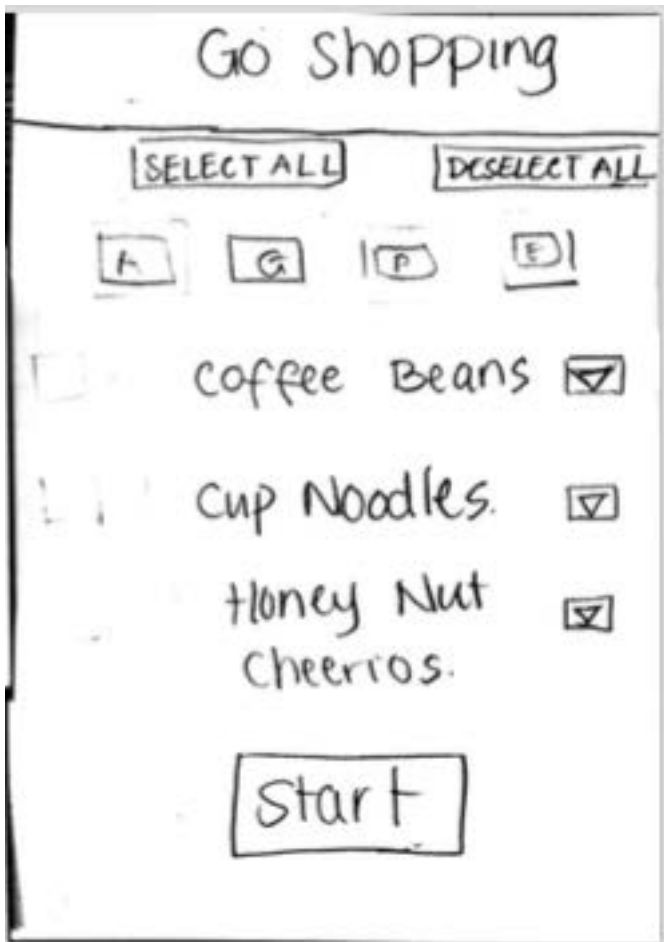 Go Shopping
SELECT ALL DESELECT ALL
A G P F
Coffee Beans
Cup Noodles.
Honey Nut
Cheerios.
Start